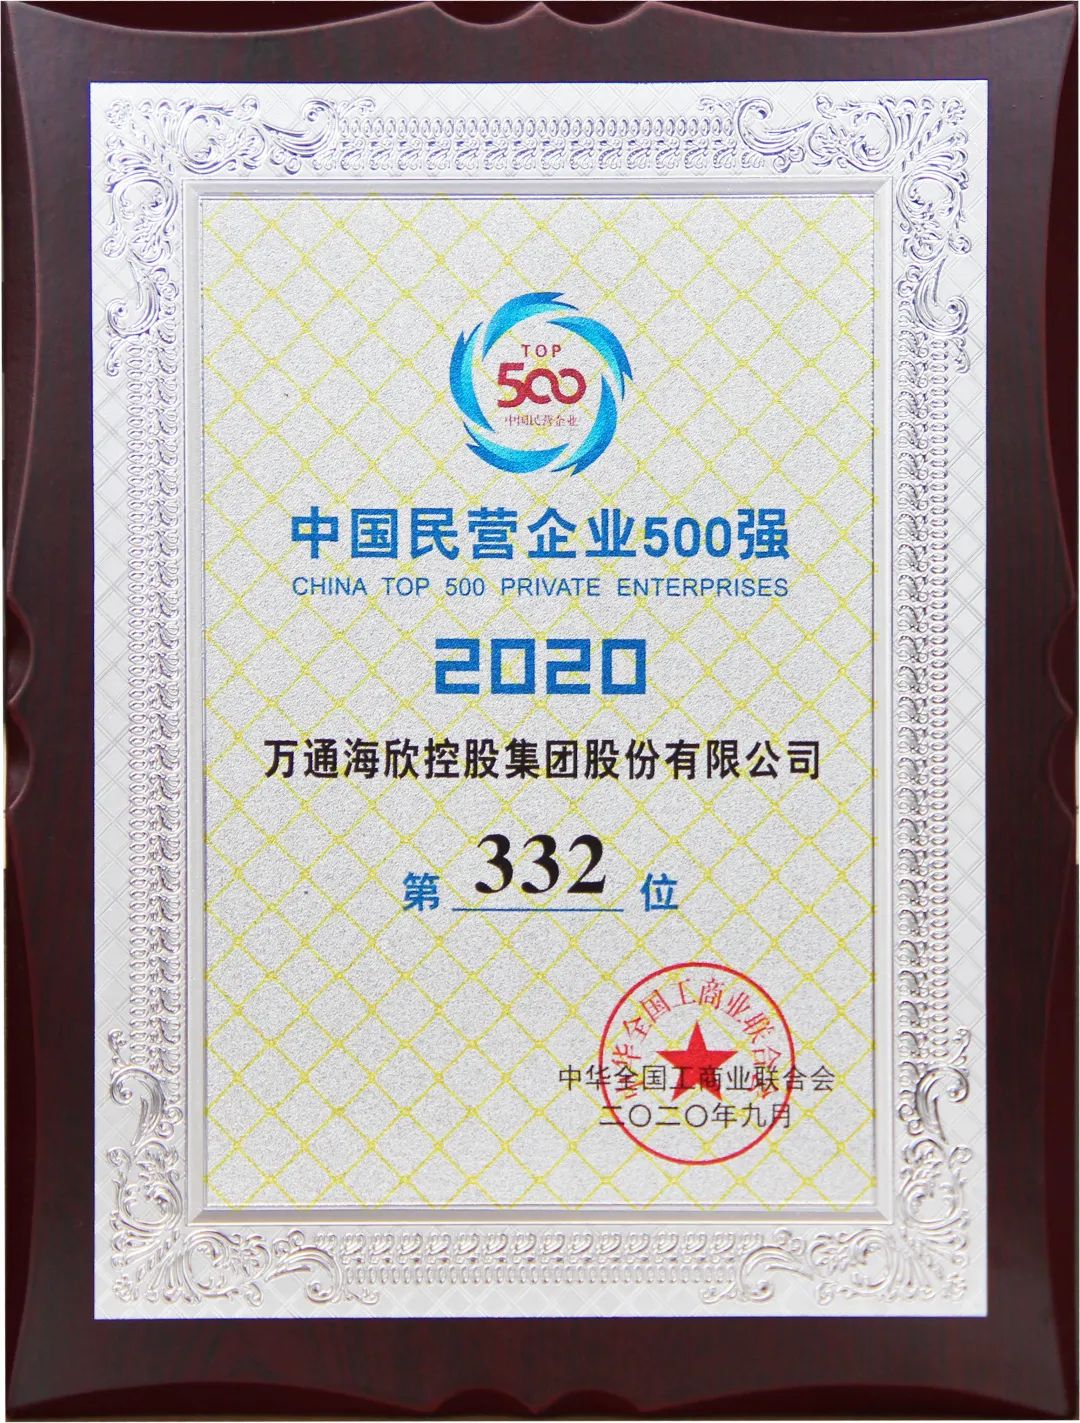 TOP
500
中国民营企业
中国民营企业500强
CHINA TOP 500 PRIVATE ENTERPRISES
2020
万通海欣控股集团股份有限公司
第 332 位
中华全国工商业联合会
中华全国工商业联合会
二〇二〇年九月